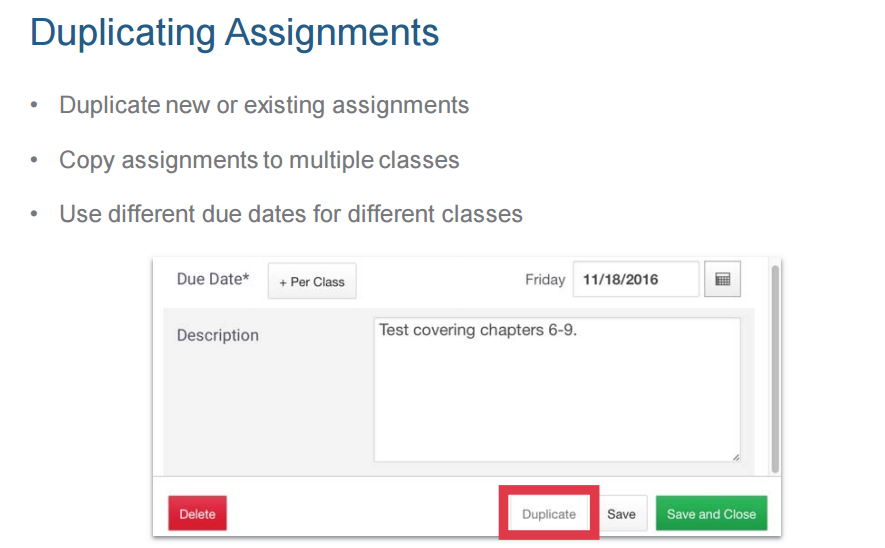 Duplicating Assignments
• Duplicate new or existing assignments
• Copy assignments to multiple classes
• Use different due dates for different classes
Due Date* + Per Class Friday 11/18/2016
Description Test covering chapters 6-9.
Delete Duplicate Save Save and Close